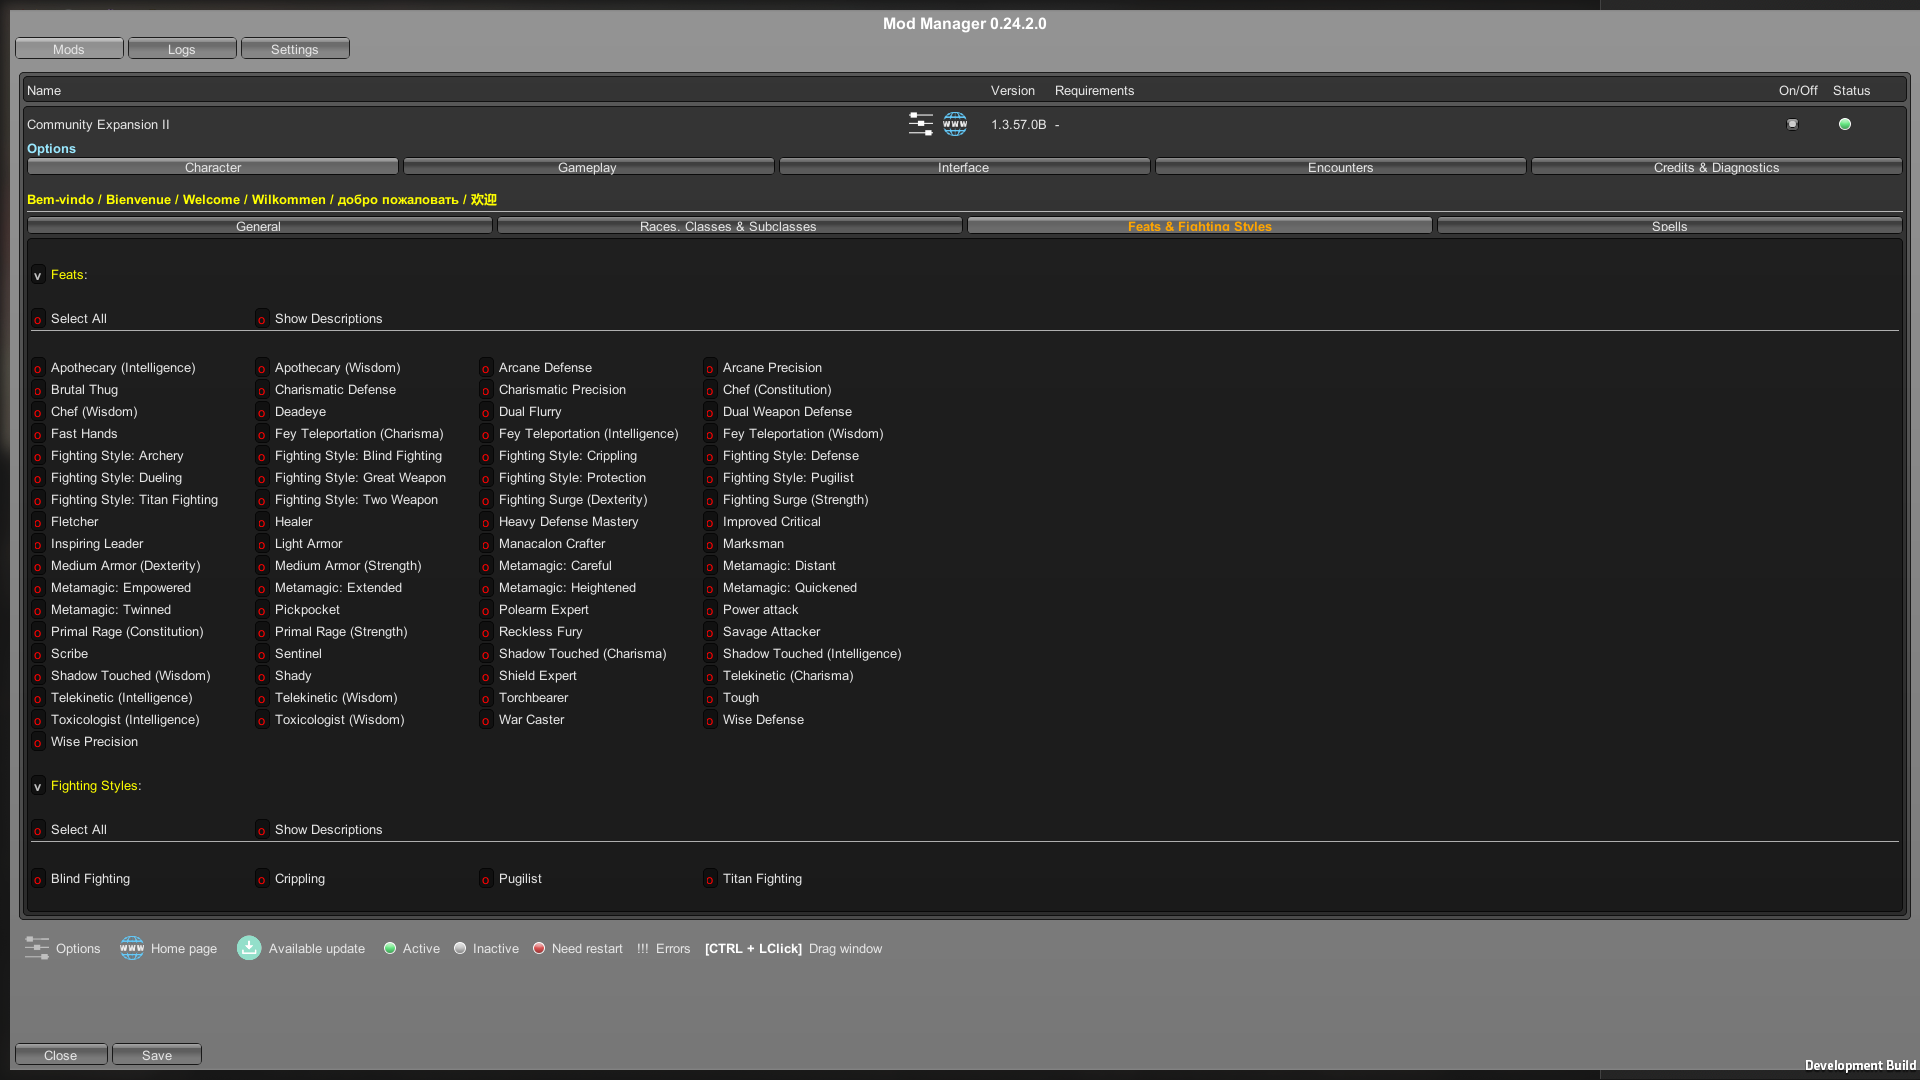 Mod Manager 0.24.2.0
Mods Logs Settings
Name Version Requirements On/Off Status
Community Expansion II www 1.3.57.0B -
Options
Character Gameplay Interface Encounters Credits & Diagnostics
Bem-vindo / Bienvenue / Welcome / Wilkommen / добро пожаловать / 欢迎
General Races, Classes & Subclasses Feats & Fighting Styles Spells
v Feats:
o Select All o Show Descriptions
o Apothecary (Intelligence) o Apothecary (Wisdom) o Arcane Defense o Arcane Precision
o Brutal Thug o Charismatic Defense o Charismatic Precision o Chef (Constitution)
o Chef (Wisdom) o Deadeye o Dual Flurry o Dual Weapon Defense
o Fast Hands o Fey Teleportation (Charisma) o Fey Teleportation (Intelligence) o Fey Teleportation (Wisdom)
o Fighting Style: Archery o Fighting Style: Blind Fighting o Fighting Style: Crippling o Fighting Style: Defense
o Fighting Style: Dueling o Fighting Style: Great Weapon o Fighting Style: Protection o Fighting Style: Pugilist
o Fighting Style: Titan Fighting o Fighting Style: Two Weapon o Fighting Surge (Dexterity) o Fighting Surge (Strength)
o Fletcher o Healer o Heavy Defense Mastery o Improved Critical
o Inspiring Leader o Light Armor o Manacalon Crafter o Marksman
o Medium Armor (Dexterity) o Medium Armor (Strength) o Metamagic: Careful o Metamagic: Distant
o Metamagic: Empowered o Metamagic: Extended o Metamagic: Heightened o Metamagic: Quickened
o Metamagic: Twinned o Pickpocket o Polearm Expert o Power attack
o Primal Rage (Constitution) o Primal Rage (Strength) o Reckless Fury o Savage Attacker
o Scribe o Sentinel o Shadow Touched (Charisma) o Shadow Touched (Intelligence)
o Shadow Touched (Wisdom) o Shady o Shield Expert o Telekinetic (Charisma)
o Telekinetic (Intelligence) o Telekinetic (Wisdom) o Torchbearer o Tough
o Toxicologist (Intelligence) o Toxicologist (Wisdom) o War Caster o Wise Defense
o Wise Precision
v Fighting Styles:
o Select All o Show Descriptions
o Blind Fighting o Crippling o Pugilist o Titan Fighting
Options www Home page Available update Active Inactive Need restart !!! Errors [CTRL + LClick] Drag window
Close Save
Development Build